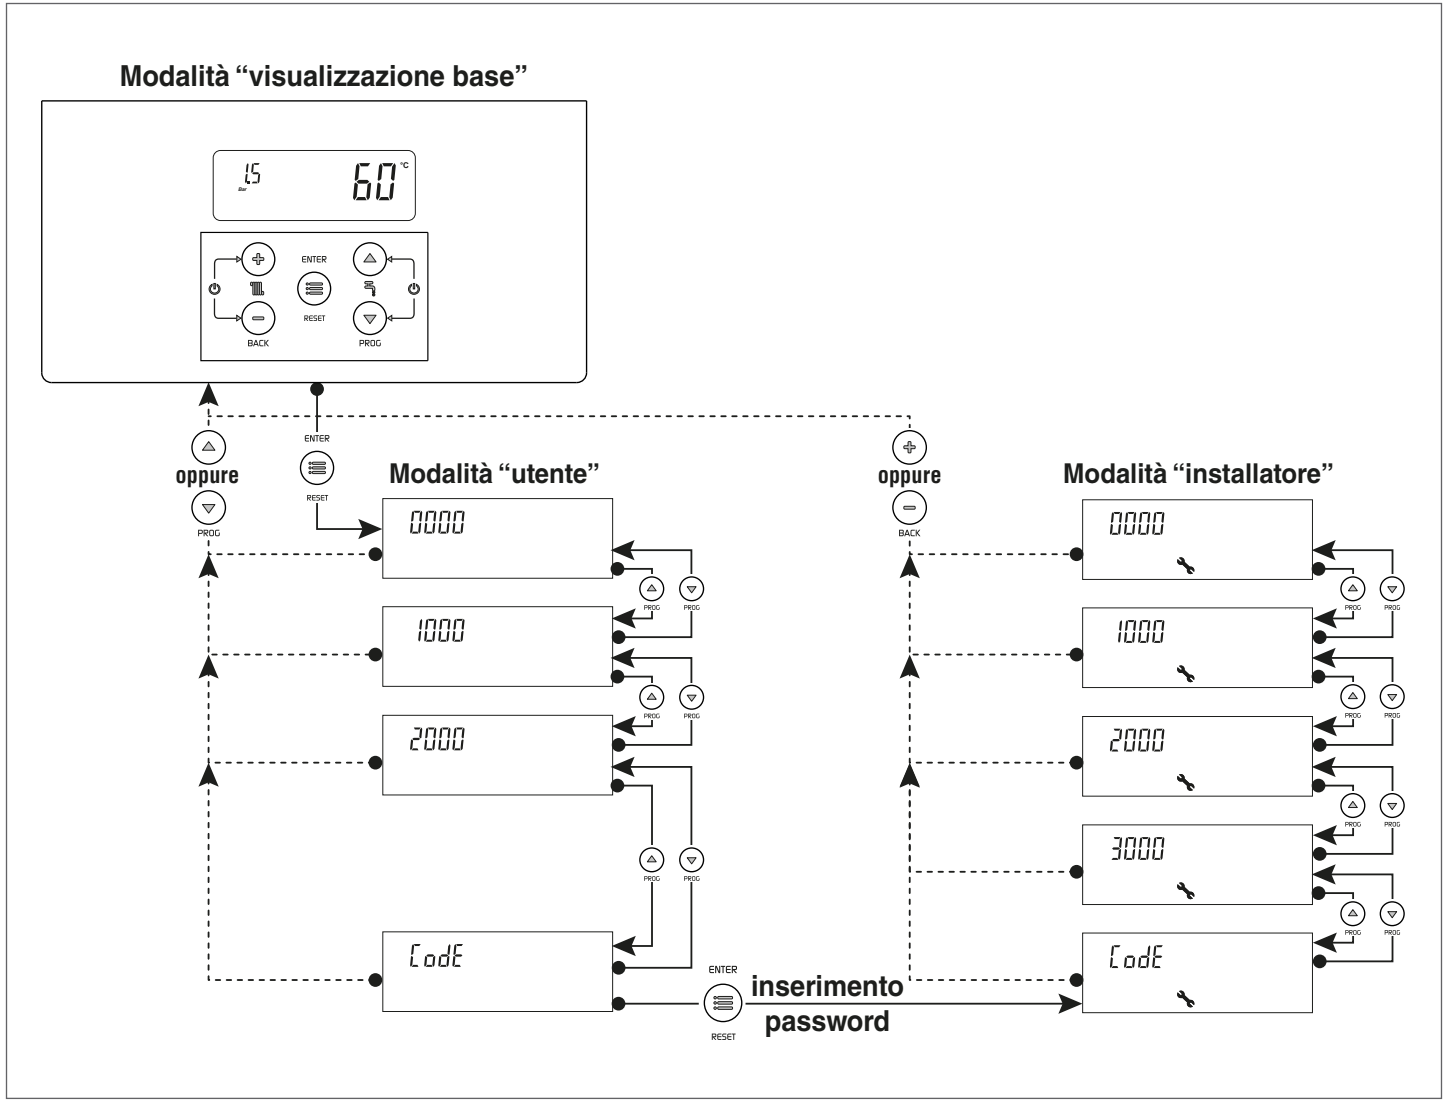 Modalità “visualizzazione base”
1.5
60 °C
Bar
ENTER
RESET
BACK
PROG
ENTER
RESET
oppure
PROG
oppure
BACK
Modalità “utente”
Modalità “installatore”
0000
0000
PROG PROG
PROG PROG
1000
1000
PROG PROG
PROG PROG
2000
2000
PROG PROG
PROG PROG
3000
PROG PROG
CodE
CodE
ENTER
RESET
inserimento
password